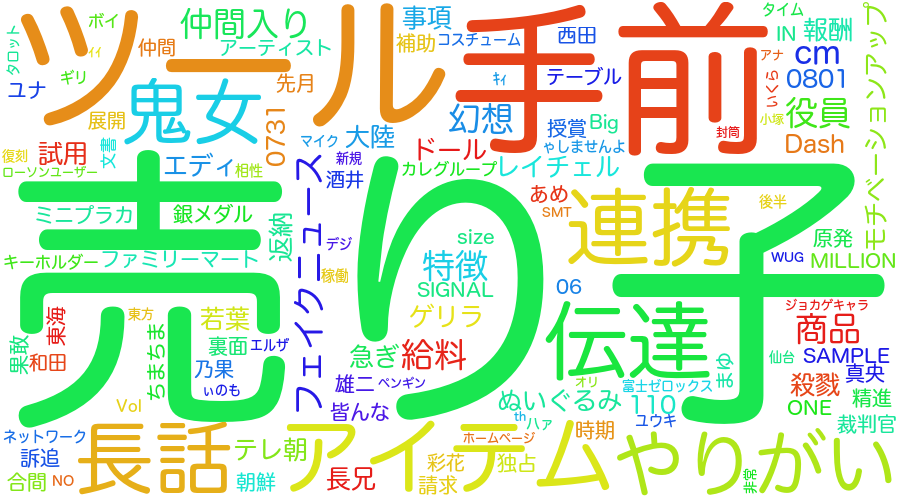 タロット
ボイ
ィィ
仲間入り
事項
タイム
アーティスト
補助
コスチューム
西田
IN
報酬
ツール
手前
仲間
アナ
cm
ユナ
ギリ
先月
ｷｨ
テーブル
いくら
0801
モチベーションアップ
鬼女
展開
0731
幻想
授賞
Big
役員
小塚
文書
マイク
大陸
ゃしませんよ
封筒
Dash
復刻
試用
ドール
ローソンユーザー
エディ
相性
新規
酒井
カレグループ
レイチェル
売り子
フェイクニュース
あめ
SMT
連携
後半
ミニプラカ
銀メダル
返納
デジ
size
原発
キーホルダー
ファミリーマート
稼働
特徴
WUG
MILLION
SIGNAL
06
東海
東方
若葉
ゲリラ
伝達
ジョカゲキャラ
商品
果敢
ちまちま
裏面
エルザ
急ぎ
給料
まゆ
仙台
SAMPLE
和田
乃果
ぃのも
雄二
ペンギン
オリ
富士ゼロックス
殺戮
真央
Vol
皆んな
ぬいぐるみ
110
ONE
精進
ネットワーク
長話
テレ朝
アイテム
th
ハァ
ユウキ
裁判官
訴追
ホームページ
時期
やりがい
合間
NO
朝鮮
長兄
彩花
独占
請求
非常